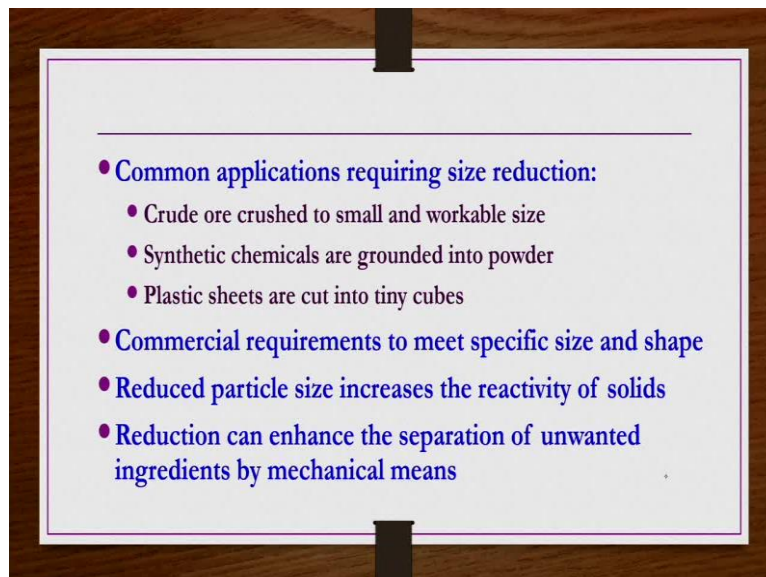 • Common applications requiring size reduction:
• Crude ore crushed to small and workable size
• Synthetic chemicals are grounded into powder
• Plastic sheets are cut into tiny cubes
• Commercial requirements to meet specific size and shape
• Reduced particle size increases the reactivity of solids
• Reduction can enhance the separation of unwanted
ingredients by mechanical means